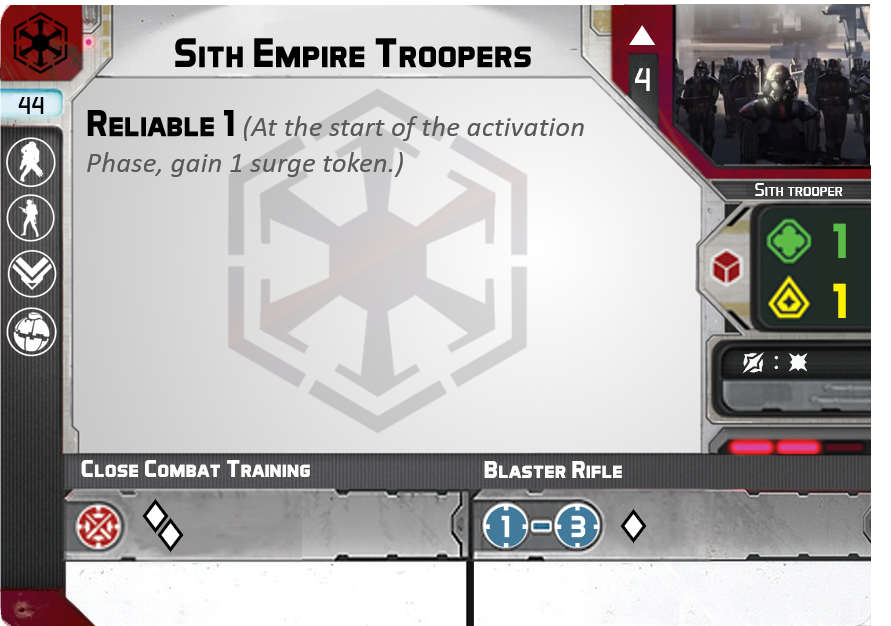 SITH EMPIRE TROOPERS
4
44
RELIABLE 1 (At the start of the activation
Phase, gain 1 surge token.)
SITH TROOPER
1
1
:
CLOSE COMBAT TRAINING
BLASTER RIFLE
1 - 3